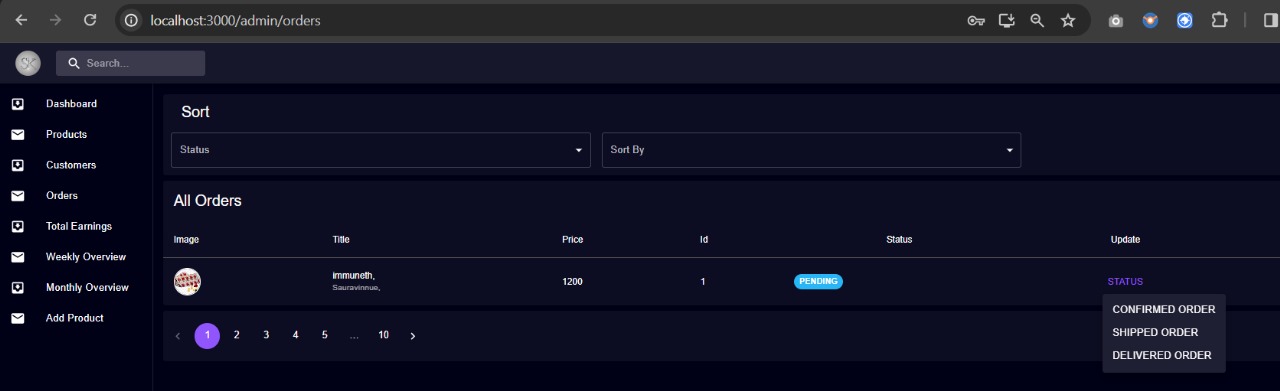 localhost:3000/admin/orders
SK
Search...
Dashboard
Products
Customers
Orders
Total Earnings
Weekly Overview
Monthly Overview
Add Product
Sort
Status
Sort By
All Orders
Image Title Price Id Status Update
immuneth,
Sauravinnue,
1200 1 PENDING STATUS
CONFIRMED ORDER
SHIPPED ORDER
DELIVERED ORDER
1 2 3 4 5 ... 10